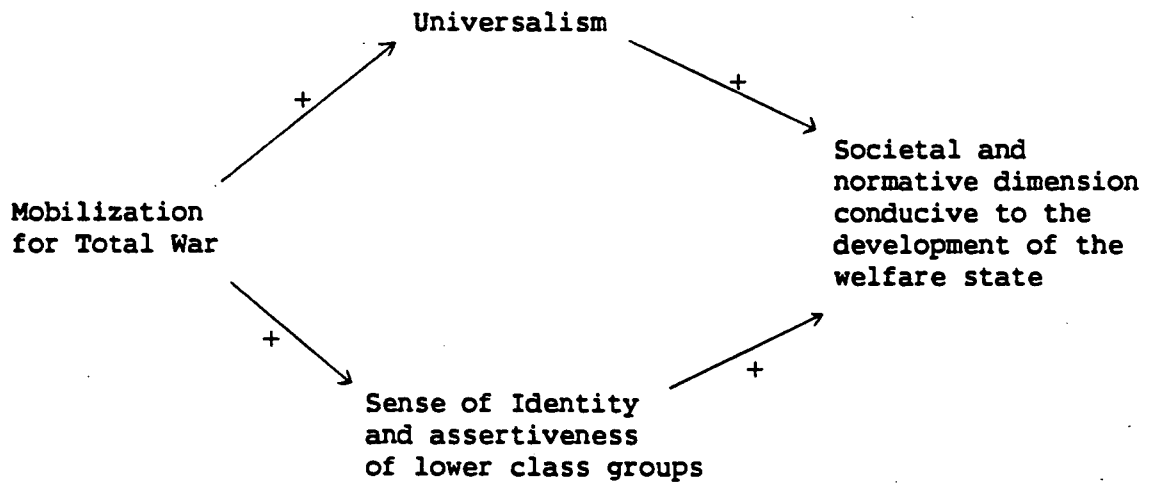 Universalism
+
+
Societal and
normative dimension
conducive to the
development of the
welfare state
Mobilization
for Total War
+
+
Sense of Identity
and assertiveness
of lower class groups